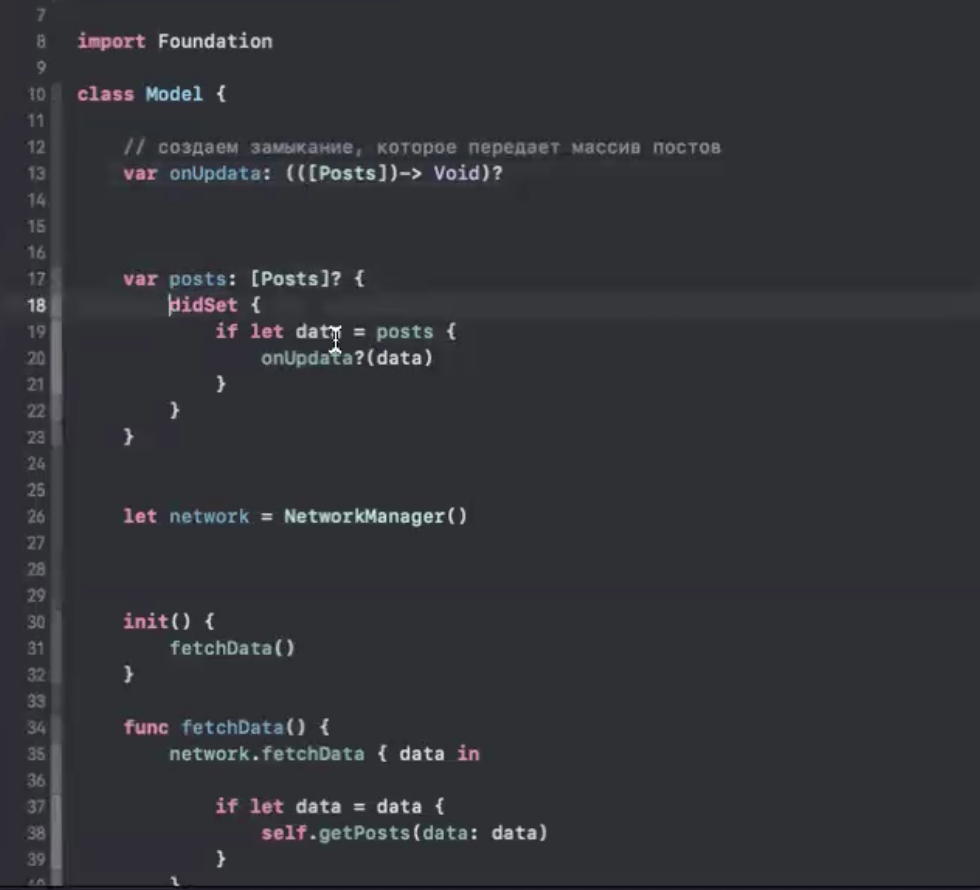 7
8 import Foundation
9
10 class Model {
11
12 // создаем замыкание, которое передает массив постов
13 var onUpdata: (([Posts])-> Void)?
14
15
16
17 var posts: [Posts]? {
18 didSet {
19 if let data = posts {
20 onUpdata?(data)
21 }
22 }
23 }
24
25
26 let network = NetworkManager()
27
28
29
30 init() {
31 fetchData()
32 }
33
34 func fetchData() {
35 network.fetchData { data in
36
37 if let data = data {
38 self.getPosts(data: data)
39 }